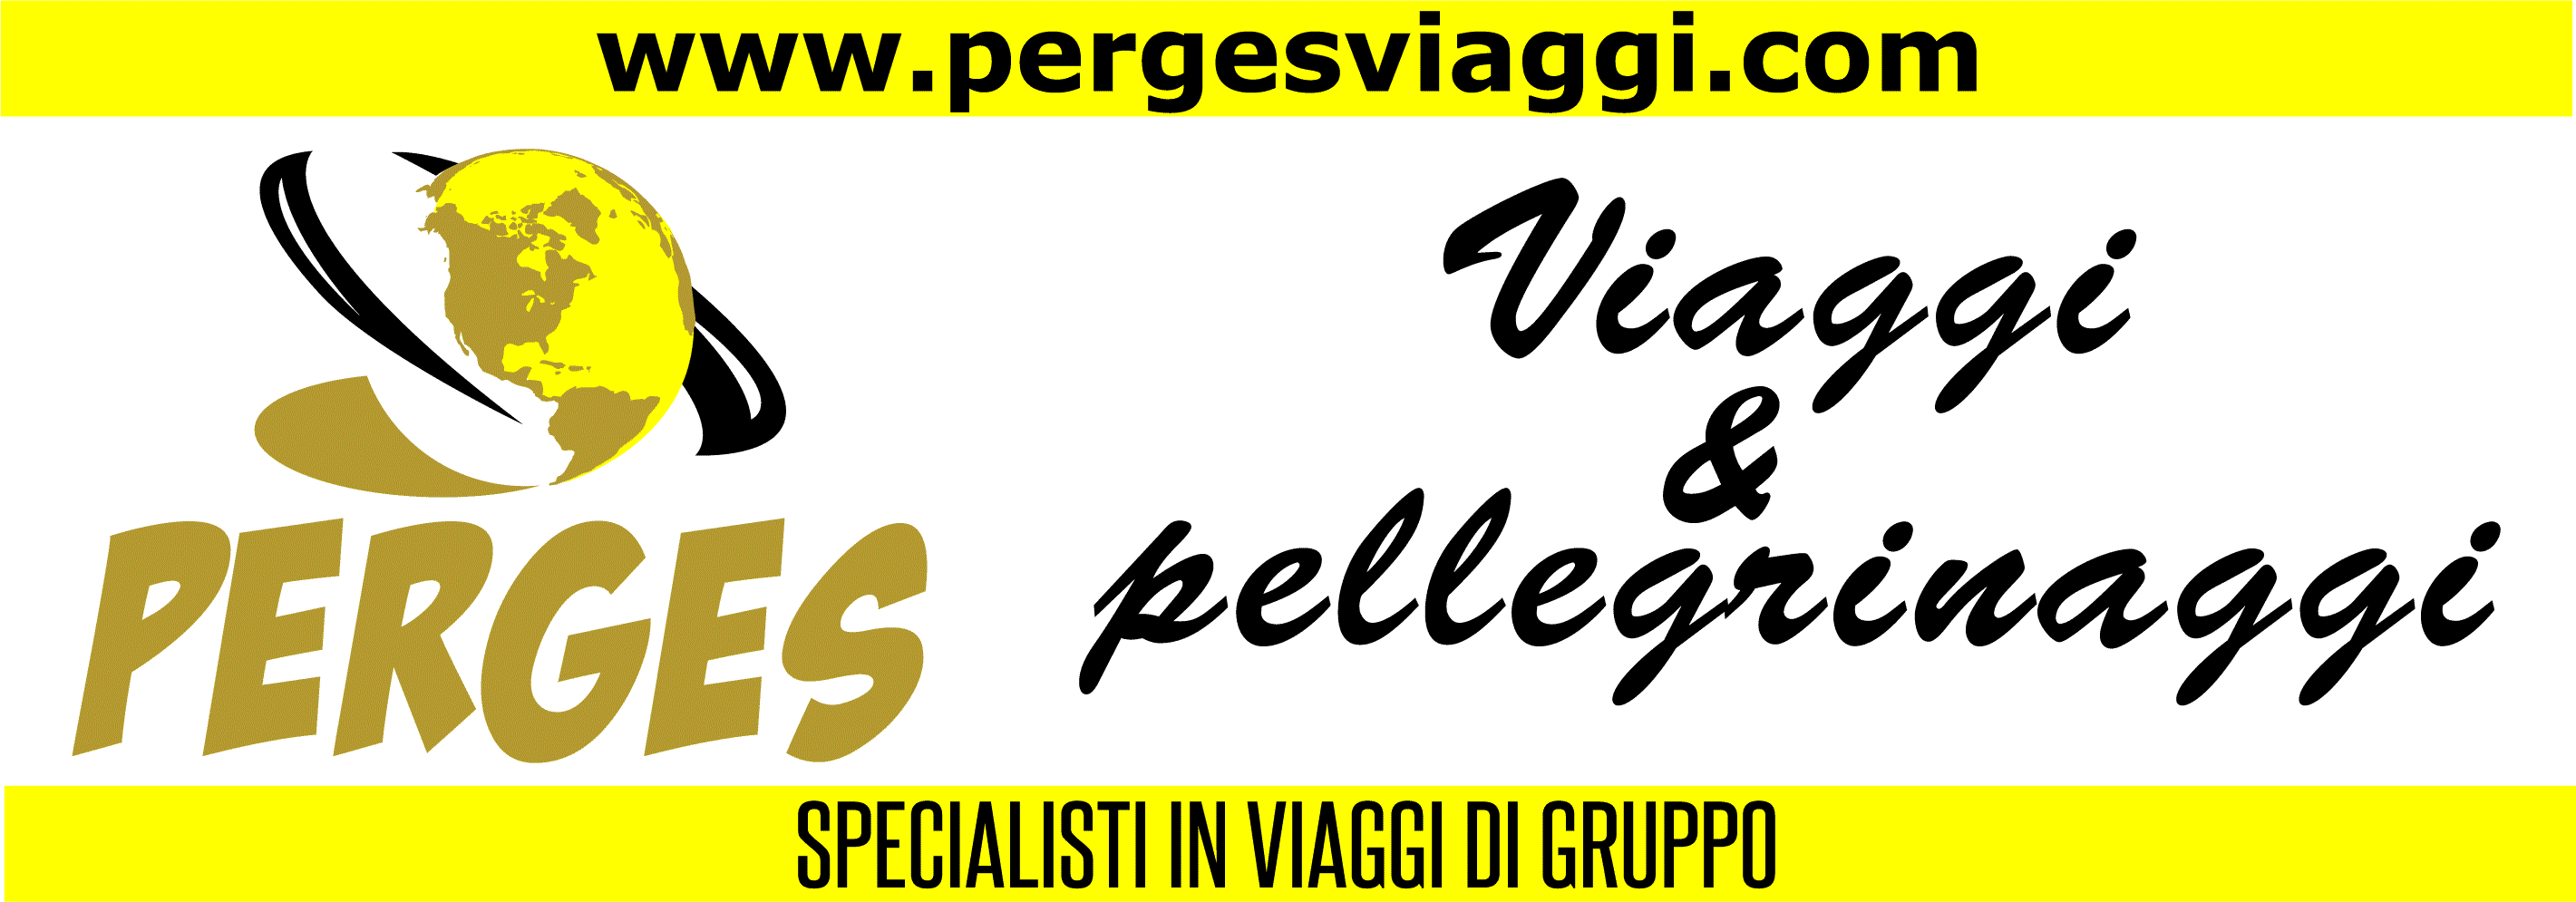 www.pergesviaggi.com
PERGES
Viaggi
&
pellegrinaggi
SPECIALISTI IN VIAGGI DI GRUPPO